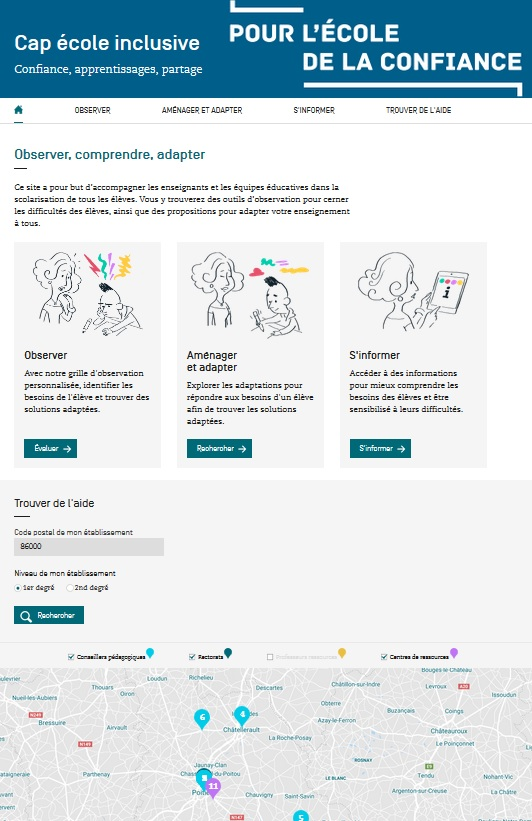 Cap école inclusive
Confiance, apprentissages, partage
POUR L'ÉCOLE
DE LA CONFIANCE
OBSERVER
AMÉNAGER ET ADAPTER
S'INFORMER
TROUVER DE L'AIDE
Observer, comprendre, adapter
Ce site a pour but d'accompagner les enseignants et les équipes éducatives dans la
scolarisation de tous les élèves. Vous y trouverez des outils d'observation pour cerner
les difficultés des élèves, ainsi que des propositions pour adapter votre enseignement
à tous.
Observer
Avec notre grille d'observation
personnalisée, identifier les
besoins de l'élève et trouver des
solutions adaptées.
Évaluer →
Aménager
et adapter
Explorer les adaptations pour
répondre aux besoins d'un élève
afin de trouver les solutions
adaptées.
Rechercher →
i
S'informer
Accéder à des informations
pour mieux comprendre les
besoins des élèves et être
sensibilisé à leurs difficultés.
S'informer →
Trouver de l'aide
Code postal de mon établissement
86000
Niveau de mon établissement
1er degré 2nd degré
Rechercher
Conseillers pédagogiques
Rectorats
Professeurs ressources
Centres de ressources
Bouges-le-Château
Loudun
Richelieu
Thouars
Oiron
Descartes
Châtillon-sur-Indre
Levroux
A20
Issoudun
Nueil-les-Aubiers
Obterre
Buzançais
Coings
N249
Bressuire
6
4
Azay-le-Ferron
Airvault
Châtellerault
La Roche-Posay
Châteauroux
Le Poinçonnet
N149
ROSNAY
Jaunay-Clan
Parthenay
Chasseneuil-du-Poitou
LE BLANC
Tendu
Nohant-Vic
11
Chauvigny
Saint-Savin
Argenton-sur-Creuse
La Châtre
N147
5